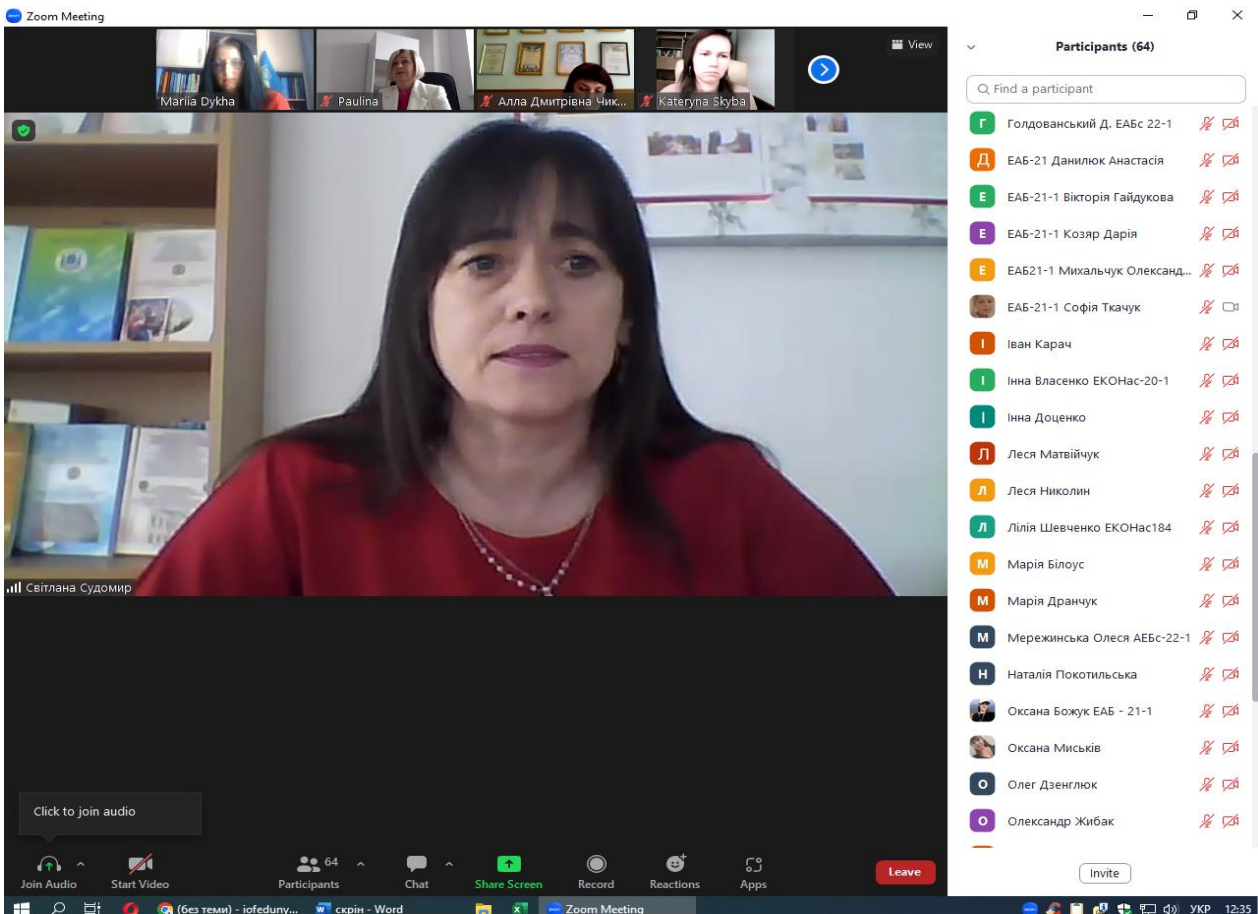 Zoom Meeting
View
Mariia Dykha
Paulina
Алла Дмитрівна Чик...
Kateryna Skyba
Світлана Судомир
Participants (64)
Find a participant
Г Голдованський Д. ЕАБс 22-1
Д ЕАБ-21 Данилюк Анастасія
Е ЕАБ-21-1 Вікторія Гайдукова
Е ЕАБ-21-1 Козяр Дарія
Е ЕАБ21-1 Михальчук Олександ...
ЕАБ-21-1 Софія Ткачук
І Іван Карач
І Інна Власенко ЕКОНас-20-1
І Інна Доценко
Л Леся Матвійчук
Л Леся Николин
Л Лілія Шевченко ЕКОНас184
М Марія Білоус
М Марія Дранчук
М Мережинська Олеся АЕБс-22-1
Н Наталія Покотильська
Оксана Божук ЕАБ - 21-1
Оксана Миськів
О Олег Дзенглюк
О Олександр Жибак
Invite
Click to join audio
Join Audio
Start Video
64
Participants
Chat
Share Screen
Record
Reactions
Apps
Leave
(без теми) - iofeduny...
скрін - Word
Zoom Meeting
УКР
12:35